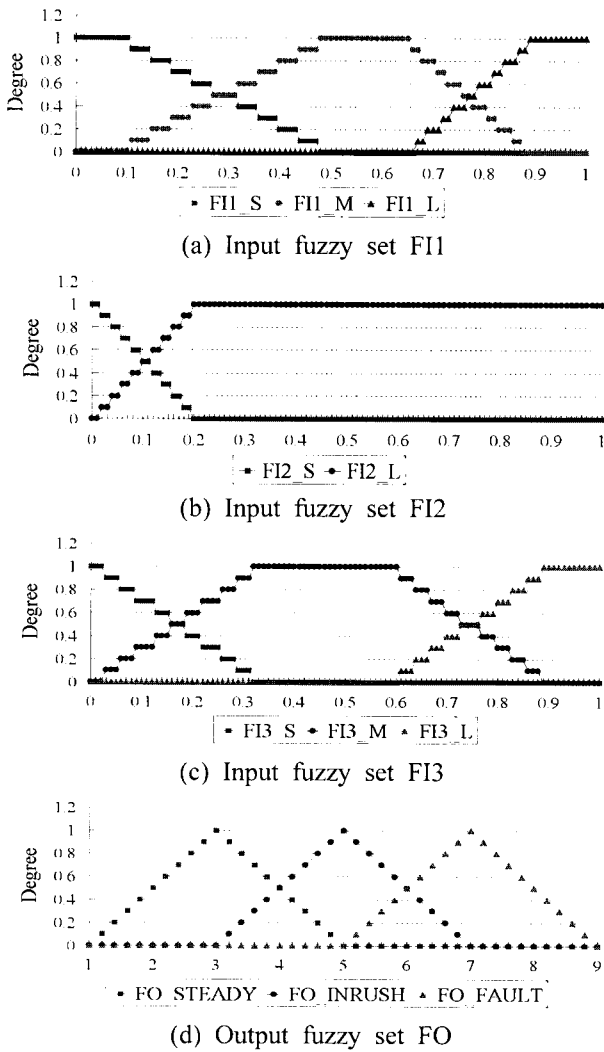 1.2
1
0.8
0.6
0.4
0.2
0
Degree
0 0.1 0.2 0.3 0.4 0.5 0.6 0.7 0.8 0.9 1
FI1_S FI1_M FI1_L
(a) Input fuzzy set FI1
1.2
1
0.8
0.6
0.4
0.2
0
Degree
0 0.1 0.2 0.3 0.4 0.5 0.6 0.7 0.8 0.9 1
FI2_S FI2_L
(b) Input fuzzy set FI2
1.2
1
0.8
0.6
0.4
0.2
0
Degree
0 0.1 0.2 0.3 0.4 0.5 0.6 0.7 0.8 0.9 1
FI3_S FI3_M FI3_L
(c) Input fuzzy set FI3
1.2
1
0.8
0.6
0.4
0.2
0
Degree
1 2 3 4 5 6 7 8 9
FO_STEADY FO_INRUSH FO_FAULT
(d) Output fuzzy set FO